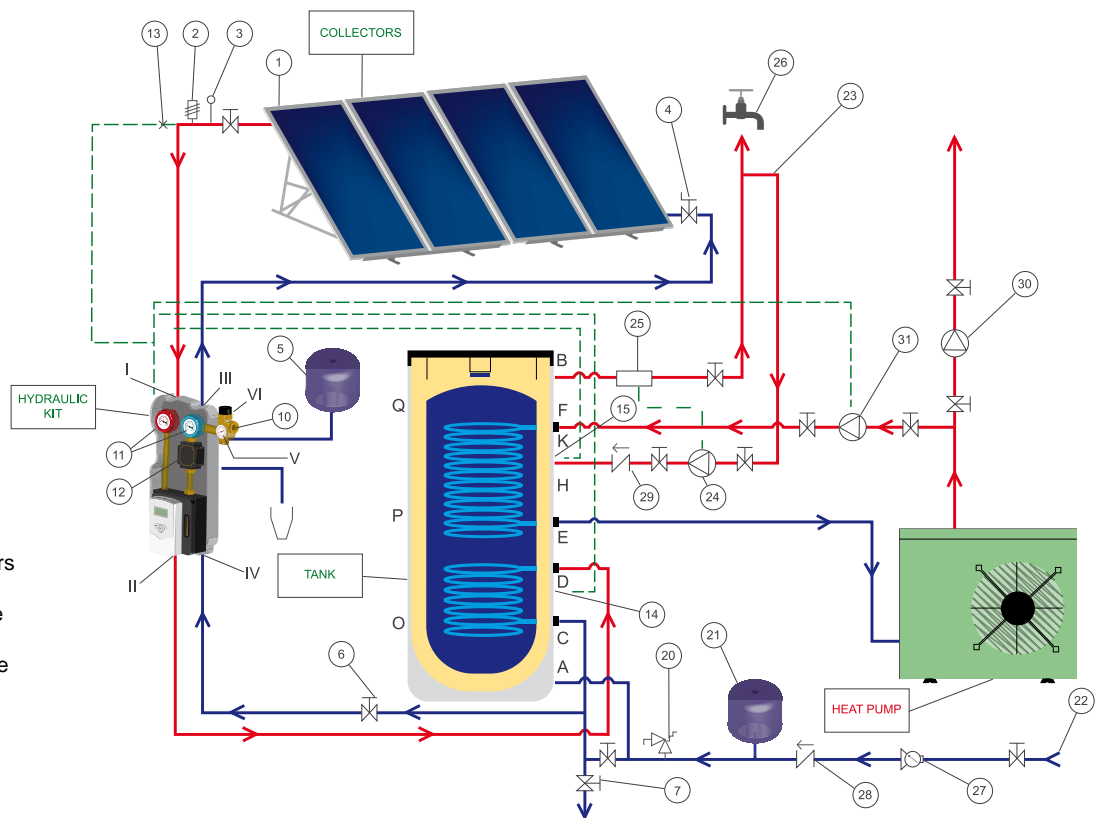 COLLECTORS
13
2
3
1
4
26
23
30
5
25
31
I
III
VI
B
Q
F
15
10
HYDRAULIC
KIT
11
V
K
12
29
24
H
P
E
rs
II
IV
TANK
D
14
e
O
C
e
6
A
20
21
HEAT PUMP
22
7
28
27